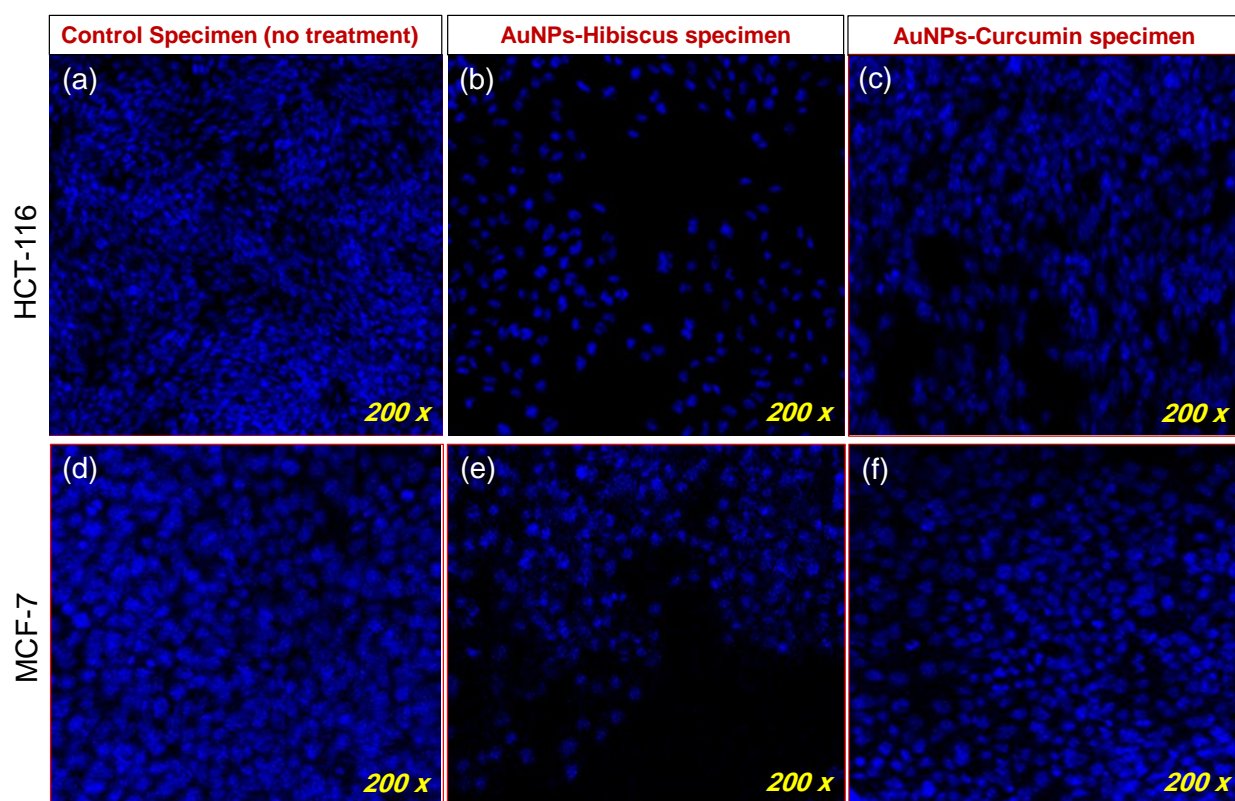 Control Specimen (no treatment)
AuNPs-Hibiscus specimen
AuNPs-Curcumin specimen
HCT-116
(a)
200 x
(b)
200 x
(c)
200 x
MCF-7
(d)
200 x
(e)
200 x
(f)
200 x